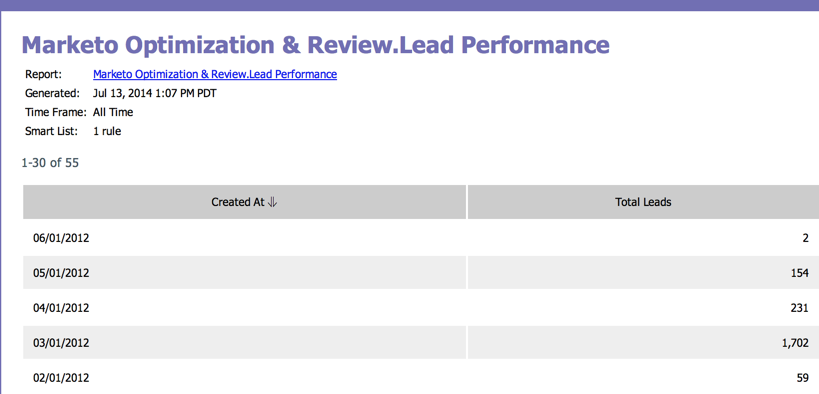 Marketo Optimization & Review.Lead Performance
Report: Marketo Optimization & Review.Lead Performance
Generated: Jul 13, 2014 1:07 PM PDT
Time Frame: All Time
Smart List: 1 rule
1-30 of 55
Created At Total Leads
06/01/2012 2
05/01/2012 154
04/01/2012 231
03/01/2012 1,702
02/01/2012 59